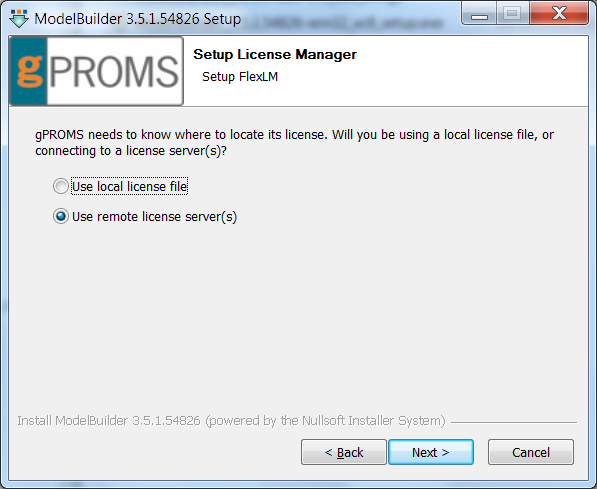 ModelBuilder 3.5.1.54826 Setup
gPROMS
Setup License Manager
Setup FlexLM
gPROMS needs to know where to locate its license. Will you be using a local license file, or
connecting to a license server(s)?
Use local license file
Use remote license server(s)
Install ModelBuilder 3.5.1.54826 (powered by the Nullsoft Installer System)
< Back
Next >
Cancel